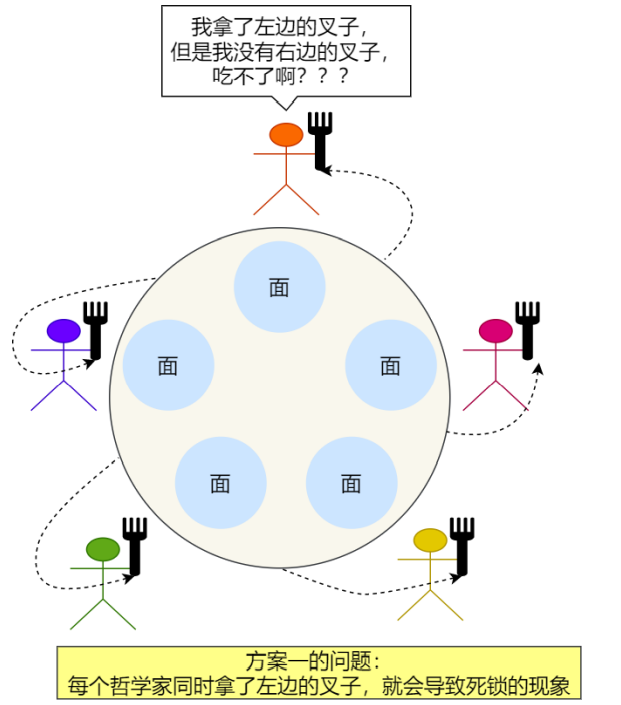 我拿了左边的叉子，
但是我没有右边的叉子，
吃不了啊？？？
面
面
面
面
面
方案一的问题：
每个哲学家同时拿了左边的叉子，就会导致死锁的现象